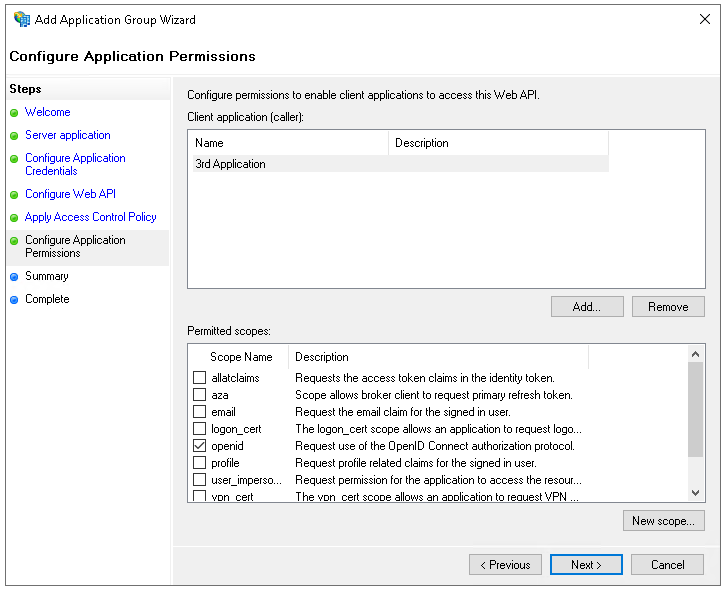 Add Application Group Wizard
Configure Application Permissions
Steps
Welcome
Server application
Configure Application
Credentials
Configure Web API
Apply Access Control Policy
Configure Application
Permissions
Summary
Complete
Configure permissions to enable client applications to access this Web API.
Client application (caller):
Name Description
3rd Application
Add... Remove
Permitted scopes:
Scope Name Description
allatclaims Requests the access token claims in the identity token.
aza Scope allows broker client to request primary refresh token.
email Request the email claim for the signed in user.
logon_cert The logon_cert scope allows an application to request logo...
openid Request use of the OpenID Connect authorization protocol.
profile Request profile related claims for the signed in user.
user_imperso... Request permission for the application to access the resour...
vpn_cert The vpn_cert scope allows an application to request VPN ...
New scope...
< Previous Next > Cancel